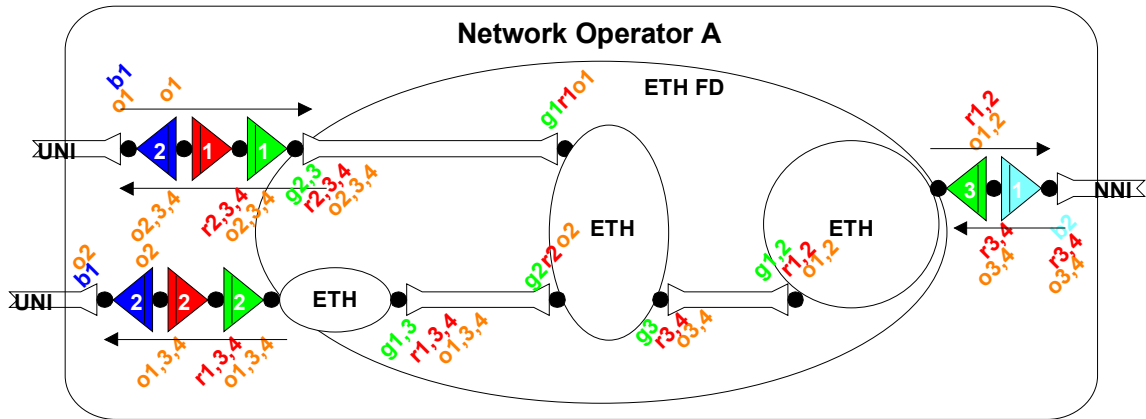 Network Operator A
ETH FD
b1
o1
o1
g1r1o1
r1,2
o1,2
UNI
2
1
1
3
1
NNI
g2,3
r2,3,4
o2,3,4
o2,3,4
r2,3,4
o2,3,4
ETH
ETH
r3,4
o3,4
b2
r3,4
o3,4
o2
b1
o2
g2r2o2
g1,2
r1,2
o1,2
UNI
2
2
2
ETH
g1,3
r1,3,4
o1,3,4
g3
r3,4
o3,4
o1,3,4
r1,3,4
o1,3,4